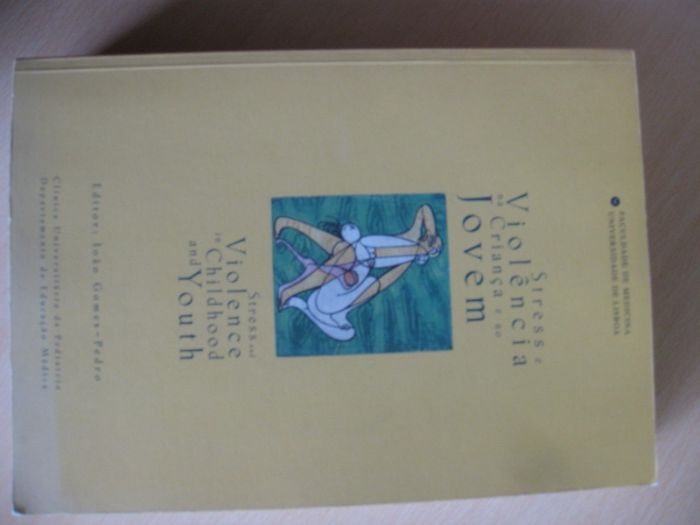 FACULDADE DE MEDICINA
UNIVERSIDADE DE LISBOA
Stress e
Violência
na Criança e no
Jovem
Stress and
Violence
in Childhood
and Youth
Editor: João Gomes-Pedro
Clínica Universitária de Pediatria
Departamento de Educação Médica